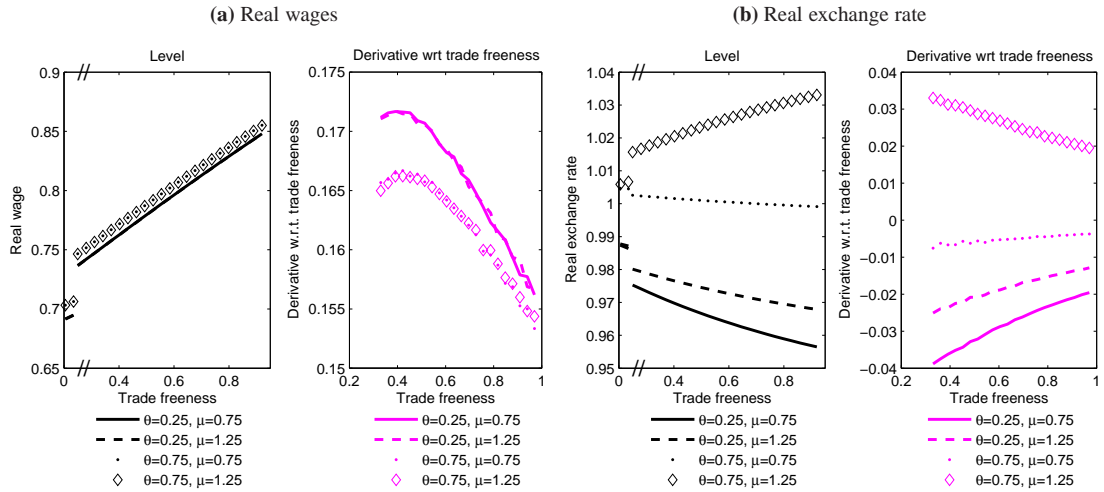 (a) Real wages
Level
Real wage
0.9
0.85
0.8
0.75
0.7
0.65
0 0.4 0.6 0.8
Trade freeness
θ=0.25, μ=0.75
θ=0.25, μ=1.25
θ=0.75, μ=0.75
θ=0.75, μ=1.25
Derivative wrt trade freeness
Derivative w.r.t. trade freeness
0.175
0.17
0.165
0.16
0.155
0.15
0.2 0.4 0.6 0.8 1
Trade freeness
θ=0.25, μ=0.75
θ=0.25, μ=1.25
θ=0.75, μ=0.75
θ=0.75, μ=1.25
(b) Real exchange rate
Level
Real exchange rate
1.04
1.03
1.02
1.01
1
0.99
0.98
0.97
0.96
0.95
0 0.4 0.6 0.8
Trade freeness
θ=0.25, μ=0.75
θ=0.25, μ=1.25
θ=0.75, μ=0.75
θ=0.75, μ=1.25
Derivative wrt trade freeness
Derivative w.r.t. trade freeness
0.04
0.03
0.02
0.01
0
−0.01
−0.02
−0.03
−0.04
0.2 0.4 0.6 0.8 1
Trade freeness
θ=0.25, μ=0.75
θ=0.25, μ=1.25
θ=0.75, μ=0.75
θ=0.75, μ=1.25